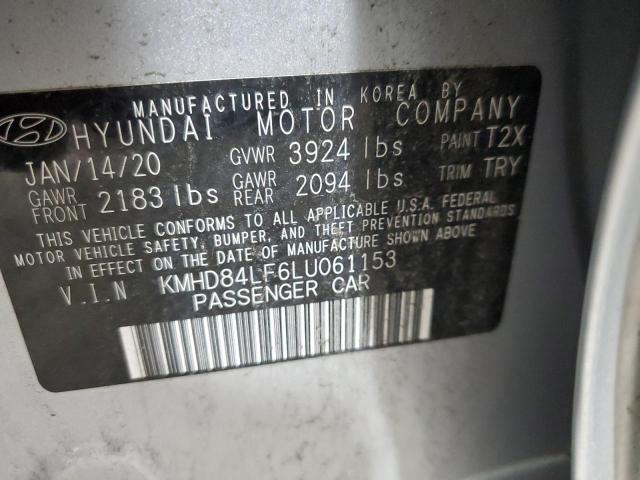 MANUFACTURED IN KOREA BY
HYUNDAI MOTOR COMPANY
JAN/14/20 GVWR 3924 lbs PAINT T2X
GAWR FRONT 2183 lbs GAWR REAR 2094 lbs TRIM TRY
THIS VEHICLE CONFORMS TO ALL APPLICABLE U.S.A. FEDERAL
MOTOR VEHICLE SAFETY, BUMPER, AND THEFT PREVENTION STANDARDS
IN EFFECT ON THE DATE OF MANUFACTURE SHOWN ABOVE.
V.I.N KMHD84LF6LU061153
PASSENGER CAR